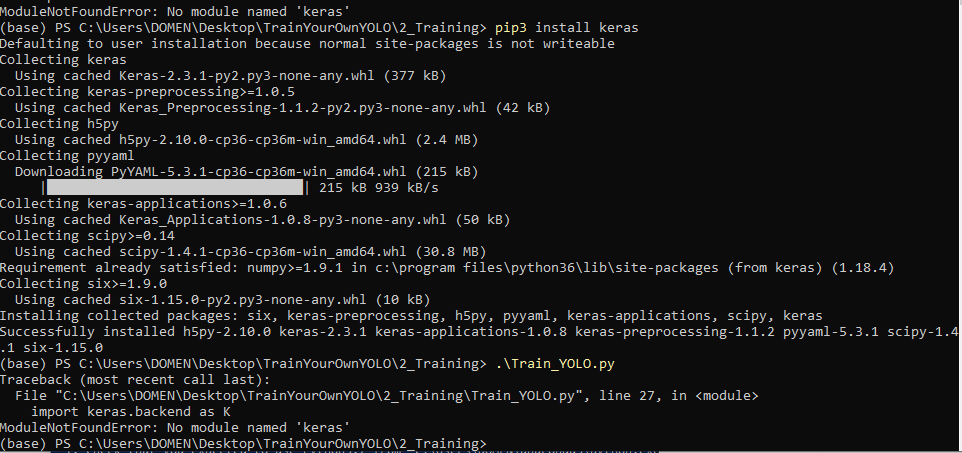 ModuleNotFoundError: No module named 'keras'
(base) PS C:\Users\DOMEN\Desktop\TrainYourOwnYOLO\2_Training> pip3 install keras
Defaulting to user installation because normal site-packages is not writeable
Collecting keras
  Using cached Keras-2.3.1-py2.py3-none-any.whl (377 kB)
Collecting keras-preprocessing>=1.0.5
  Using cached Keras_Preprocessing-1.1.2-py2.py3-none-any.whl (42 kB)
Collecting h5py
  Using cached h5py-2.10.0-cp36-cp36m-win_amd64.whl (2.4 MB)
Collecting pyyaml
  Downloading PyYAML-5.3.1-cp36-cp36m-win_amd64.whl (215 kB)
     |████████████████████████████████| 215 kB 939 kB/s
Collecting keras-applications>=1.0.6
  Using cached Keras_Applications-1.0.8-py3-none-any.whl (50 kB)
Collecting scipy>=0.14
  Using cached scipy-1.4.1-cp36-cp36m-win_amd64.whl (30.8 MB)
Requirement already satisfied: numpy>=1.9.1 in c:\program files\python36\lib\site-packages (from keras) (1.18.4)
Collecting six>=1.9.0
  Using cached six-1.15.0-py2.py3-none-any.whl (10 kB)
Installing collected packages: six, keras-preprocessing, h5py, pyyaml, keras-applications, scipy, keras
Successfully installed h5py-2.10.0 keras-2.3.1 keras-applications-1.0.8 keras-preprocessing-1.1.2 pyyaml-5.3.1 scipy-1.4
.1 six-1.15.0
(base) PS C:\Users\DOMEN\Desktop\TrainYourOwnYOLO\2_Training> .\Train_YOLO.py
Traceback (most recent call last):
  File "C:\Users\DOMEN\Desktop\TrainYourOwnYOLO\2_Training\Train_YOLO.py", line 27, in <module>
    import keras.backend as K
ModuleNotFoundError: No module named 'keras'
(base) PS C:\Users\DOMEN\Desktop\TrainYourOwnYOLO\2_Training>